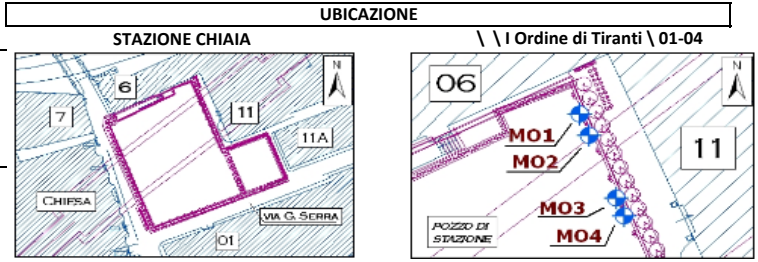 UBICAZIONE
STAZIONE CHIAIA
\ \ I Ordine di Tiranti \ 01-04
N
6
7
11
11A
CHIESA
VIA G. SERRA
01
N
06
MO1
MO2
11
MO3
MO4
POZZO DI
STAZIONE